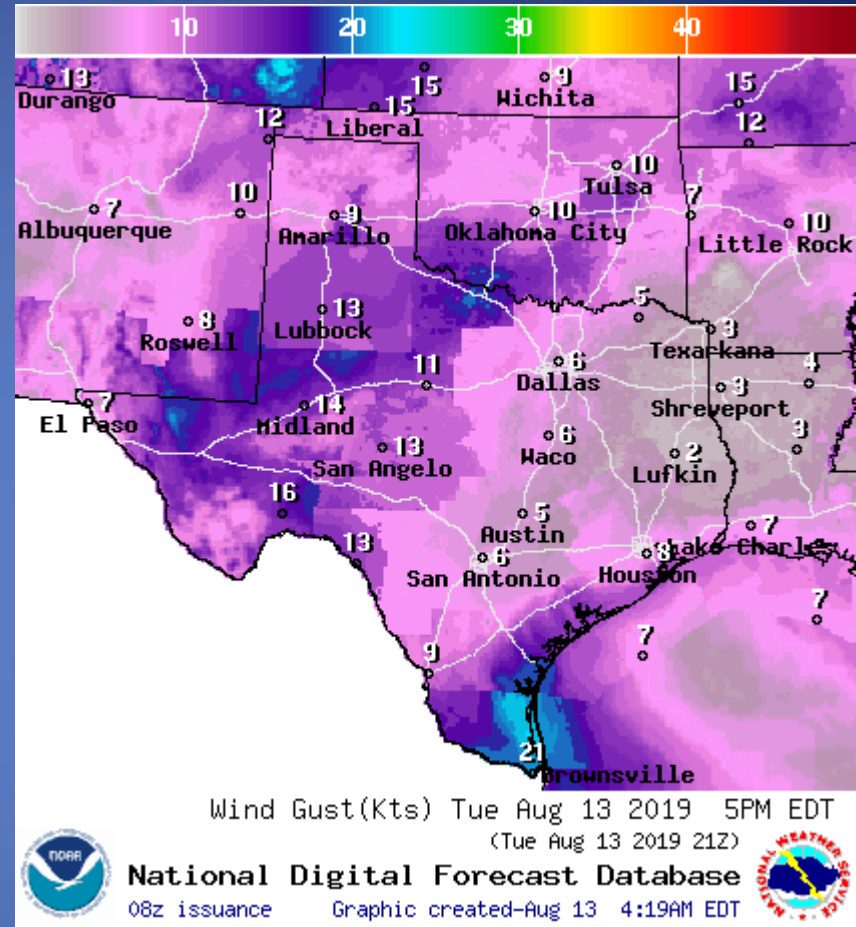 10 20 30 40
13 15 9 15
Durango Wichita
15
Liberal
12 12
10
Tulsa
7 10 9 10 7 10
Albuquerque Amarillo Oklahoma City Little Rock
8 13 5 3
Roswell Lubbock Texarkana
6
Dallas
11 3 4
Shreveport
7 14
El Paso Midland
13 6 2 3
San Angelo Waco Lufkin
16 5 7
Austin
13 6 8 Lake Charles
San Antonio Houston
7
9 7
21
Brownsville
Wind Gust(Kts) Tue Aug 13 2019 5PM EDT
(Tue Aug 13 2019 21Z)
NOAA
NATIONAL WEATHER SERVICE
National Digital Forecast Database
08z issuance Graphic created-Aug 13 4:19AM EDT